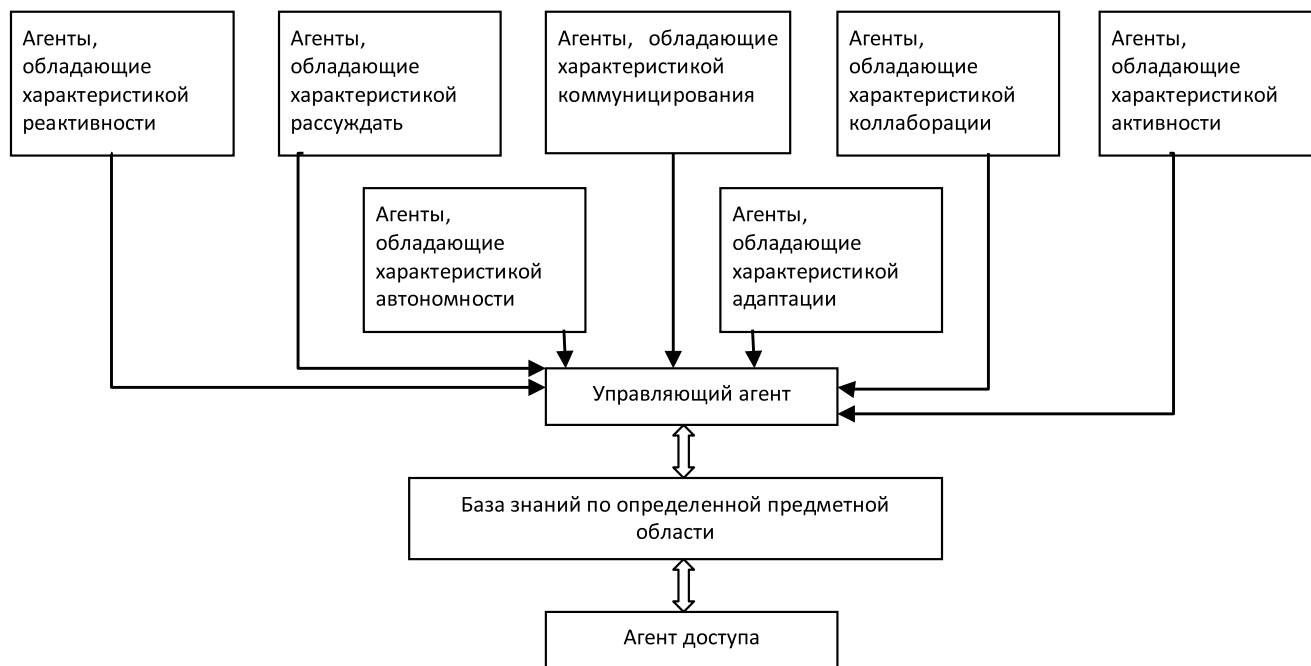 Агенты,
обладающие
характеристикой
реактивности
Агенты,
обладающие
характеристикой
рассуждать
Агенты, обладающие
характеристикой
коммуницирования
Агенты,
обладающие
характеристикой
коллаборации
Агенты,
обладающие
характеристикой
активности
Агенты,
обладающие
характеристикой
автономности
Агенты,
обладающие
характеристикой
адаптации
Управляющий агент
База знаний по определенной предметной
области
Агент доступа